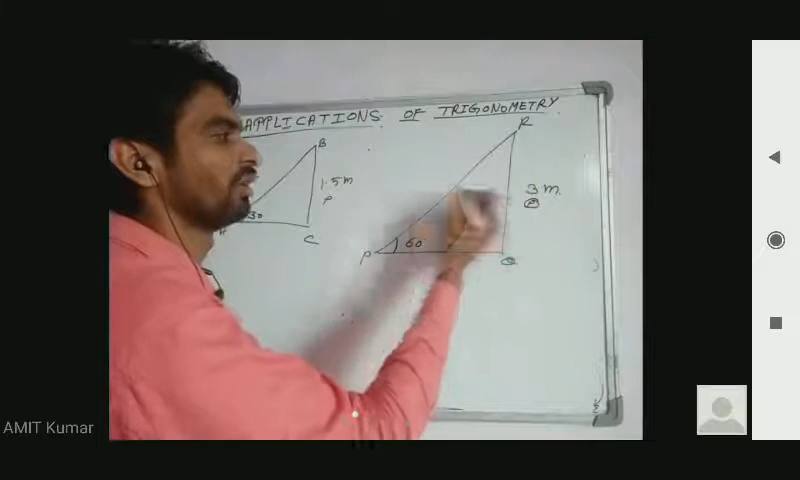 APPLICATIONS OF TRIGONOMETRY
B
1.5m
P
30
C
R
3 m.
P
60
Q
AMIT Kumar